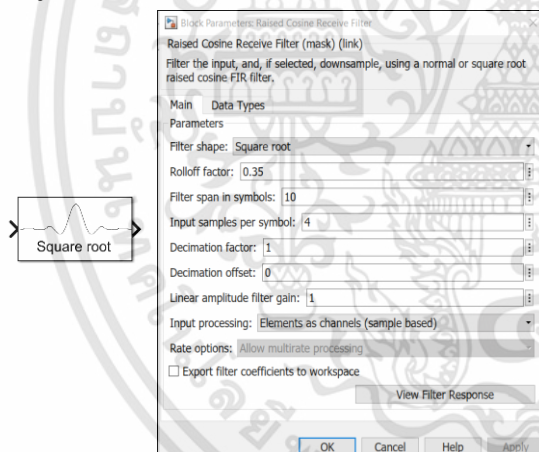 Block Parameters: Raised Cosine Receive Filter
Raised Cosine Receive Filter (mask) (link)
Filter the input, and, if selected, downsample, using a normal or square root
raised cosine FIR filter.
Main Data Types
Parameters
Filter shape: Square root
Rolloff factor: 0.35
Filter span in symbols: 10
Input samples per symbol: 4
Square root
Decimation factor: 1
Decimation offset: 0
Linear amplitude filter gain: 1
Input processing: Elements as channels (sample based)
Rate options: Allow multirate processing
Export filter coefficients to workspace
View Filter Response
OK Cancel Help Apply